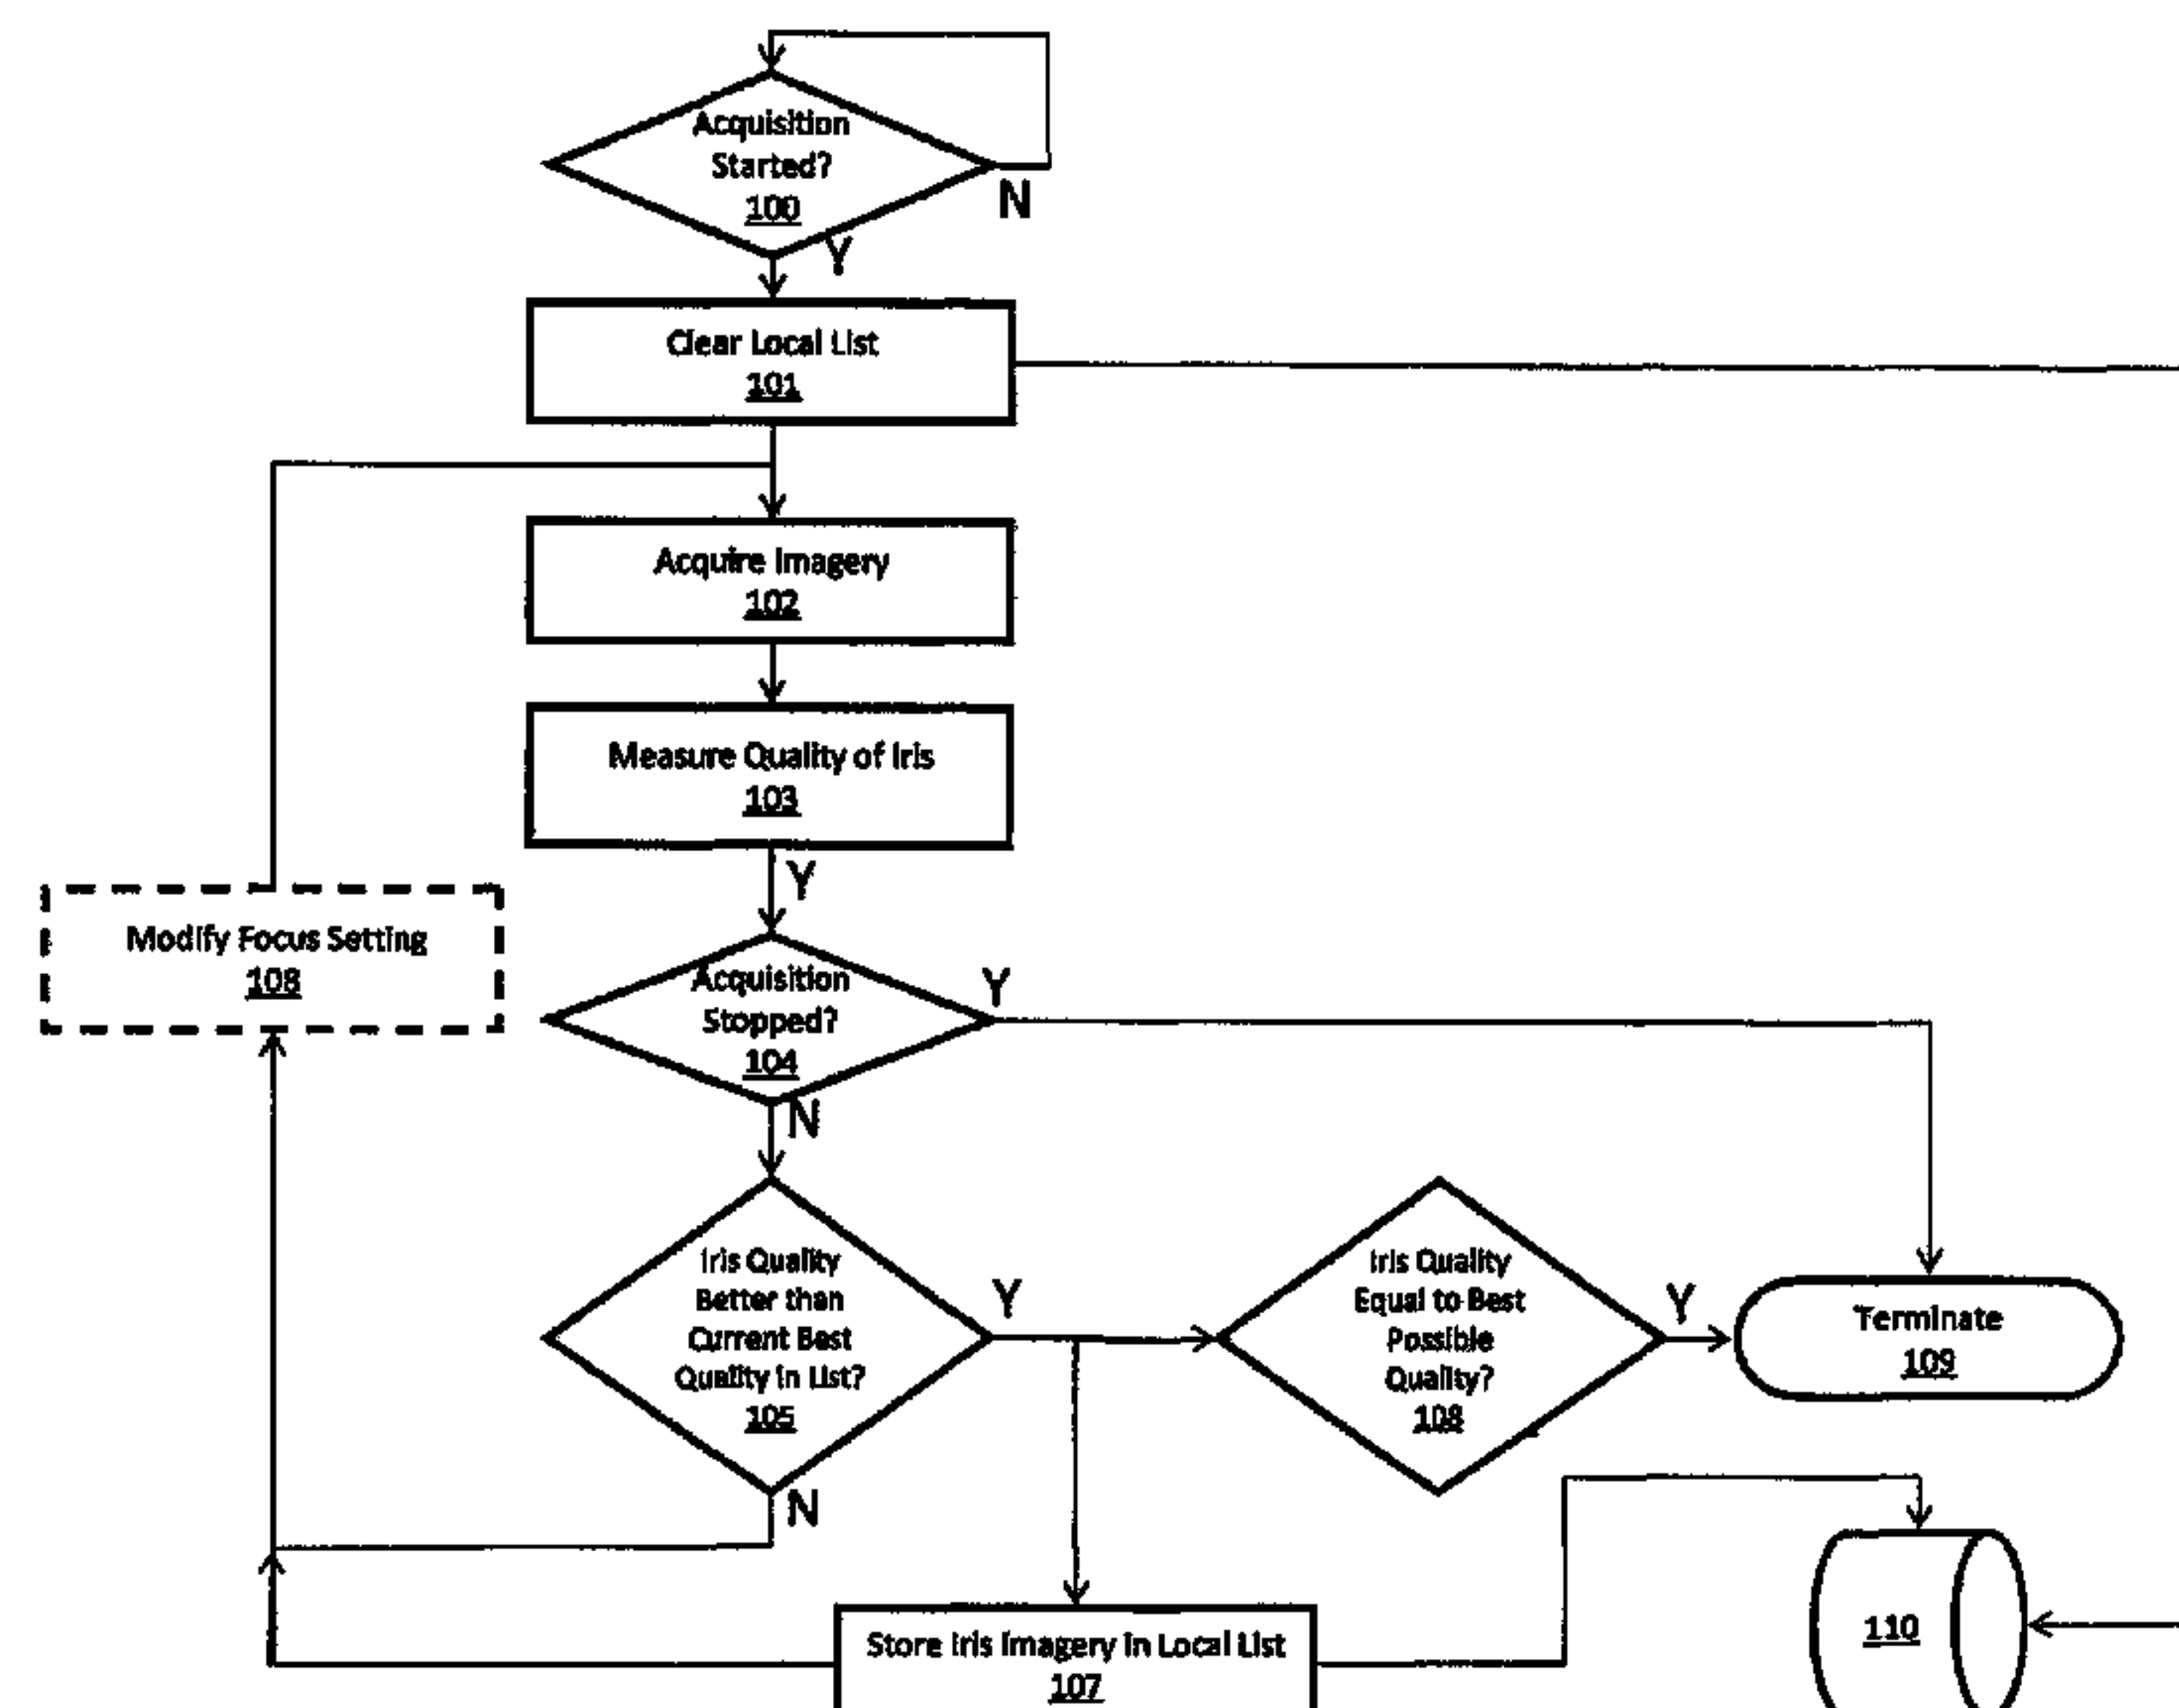 Acquisition
Started?
100
N
Y
Clear Local List
101
Acquire Imagery
102
Measure Quality of Iris
103
Y
Modify Focus Setting
108
Acquisition
Stopped?
104
Y
N
Iris Quality
Better than
Current Best
Quality in List?
105
Y
N
Iris Quality
Equal to Best
Possible
Quality?
108
Y
Terminate
109
Store Iris Imagery in Local List
107
110